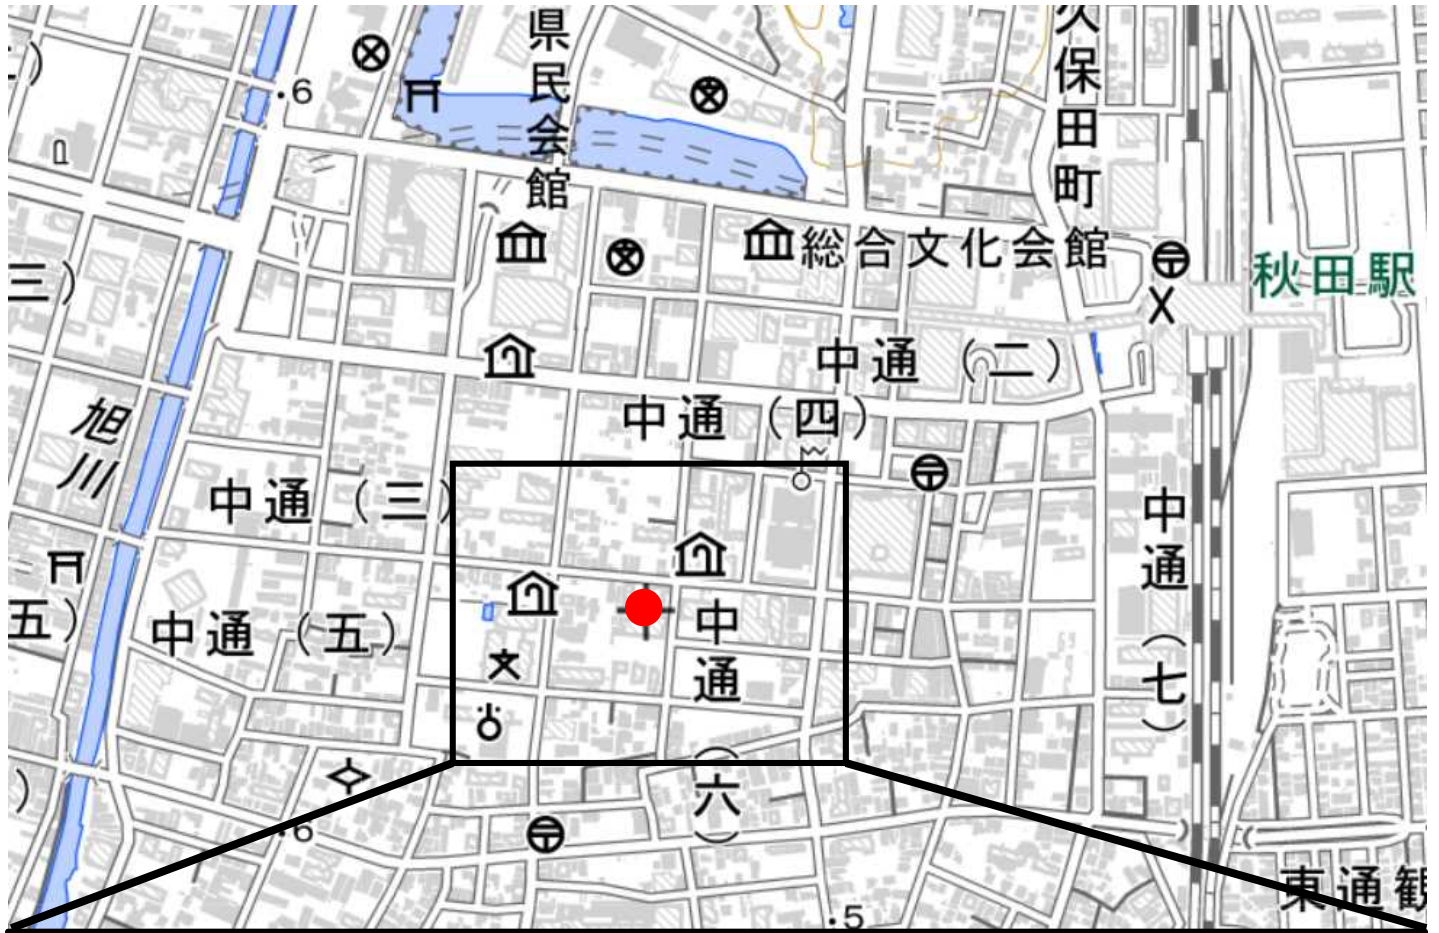 県民会館
久保田町
.6
総合文化会館
秋田駅
三)
中通（二）
中通（四）
旭川
中通（三）
中通（七）
五)
中通（五）
中通（六）
.6
.5
東通観